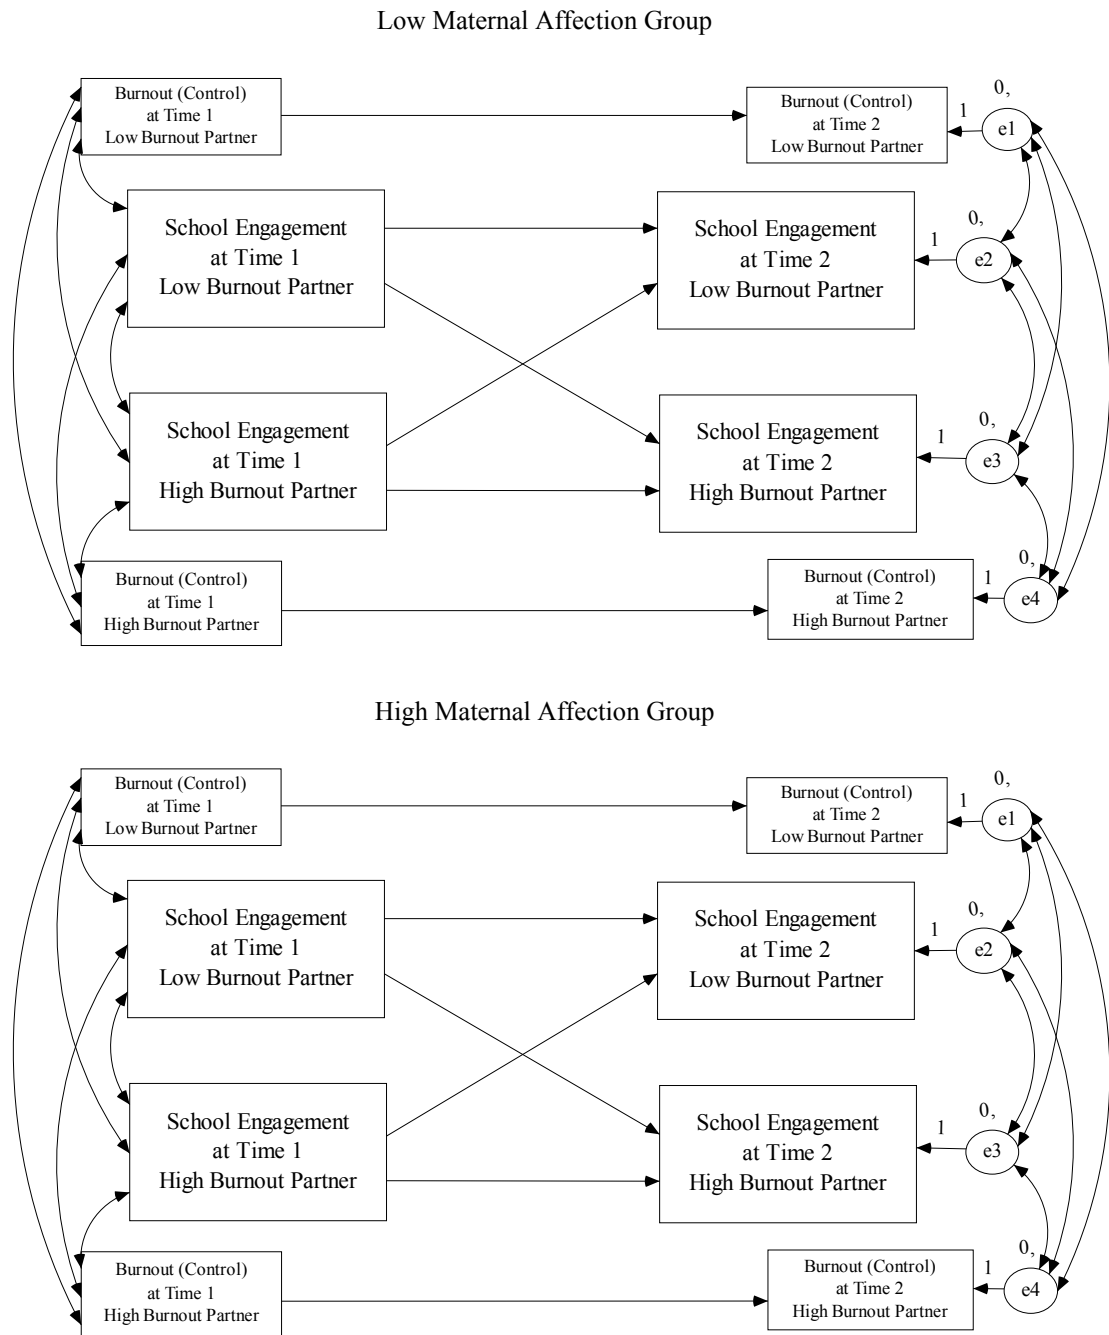 Low Maternal Affection Group
Burnout (Control)
at Time 1
Low Burnout Partner
Burnout (Control)
at Time 2
Low Burnout Partner
1
0,
e1
School Engagement
at Time 1
Low Burnout Partner
School Engagement
at Time 2
Low Burnout Partner
1
0,
e2
School Engagement
at Time 1
High Burnout Partner
School Engagement
at Time 2
High Burnout Partner
1
0,
e3
Burnout (Control)
at Time 1
High Burnout Partner
Burnout (Control)
at Time 2
High Burnout Partner
1
0,
e4
High Maternal Affection Group
Burnout (Control)
at Time 1
Low Burnout Partner
Burnout (Control)
at Time 2
Low Burnout Partner
1
0,
e1
School Engagement
at Time 1
Low Burnout Partner
School Engagement
at Time 2
Low Burnout Partner
1
0,
e2
School Engagement
at Time 1
High Burnout Partner
School Engagement
at Time 2
High Burnout Partner
1
0,
e3
Burnout (Control)
at Time 1
High Burnout Partner
Burnout (Control)
at Time 2
High Burnout Partner
1
0,
e4